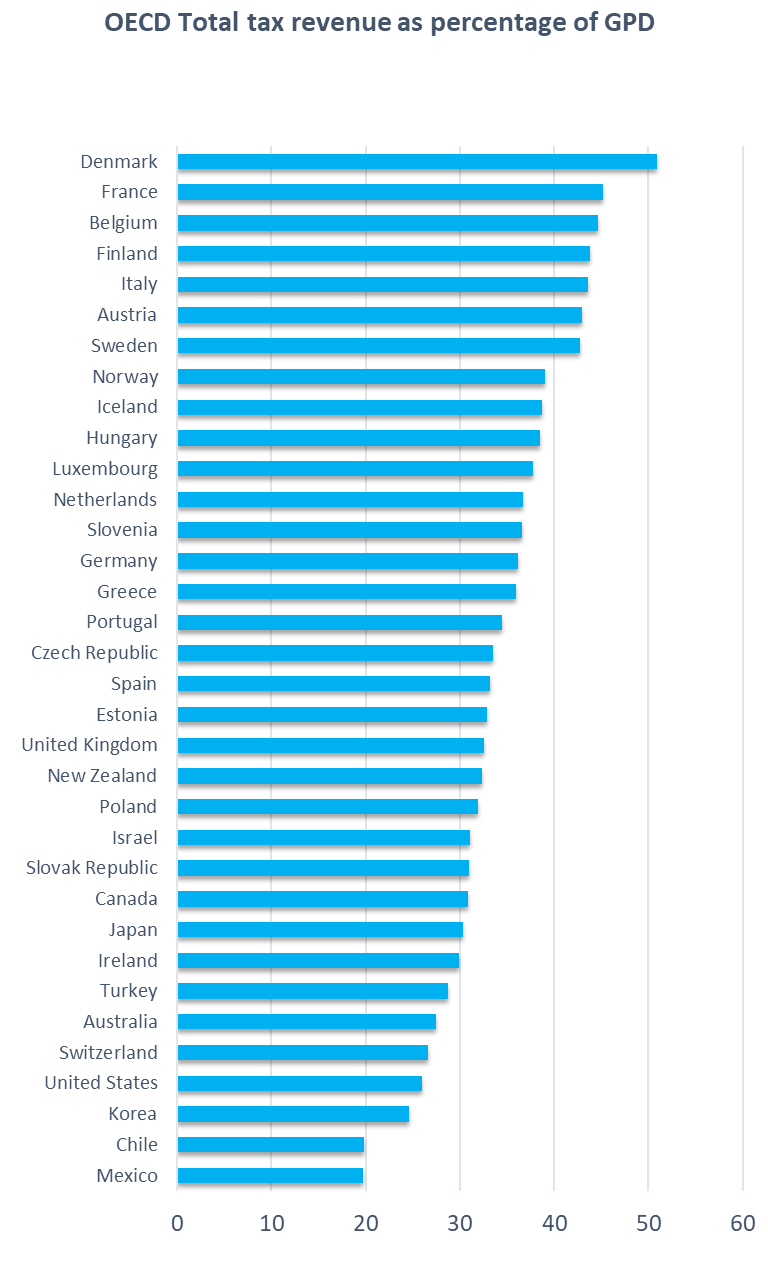 OECD Total tax revenue as percentage of GPD
Denmark
France
Belgium
Finland
Italy
Austria
Sweden
Norway
Iceland
Hungary
Luxembourg
Netherlands
Slovenia
Germany
Greece
Portugal
Czech Republic
Spain
Estonia
United Kingdom
New Zealand
Poland
Israel
Slovak Republic
Canada
Japan
Ireland
Turkey
Australia
Switzerland
United States
Korea
Chile
Mexico
0 10 20 30 40 50 60